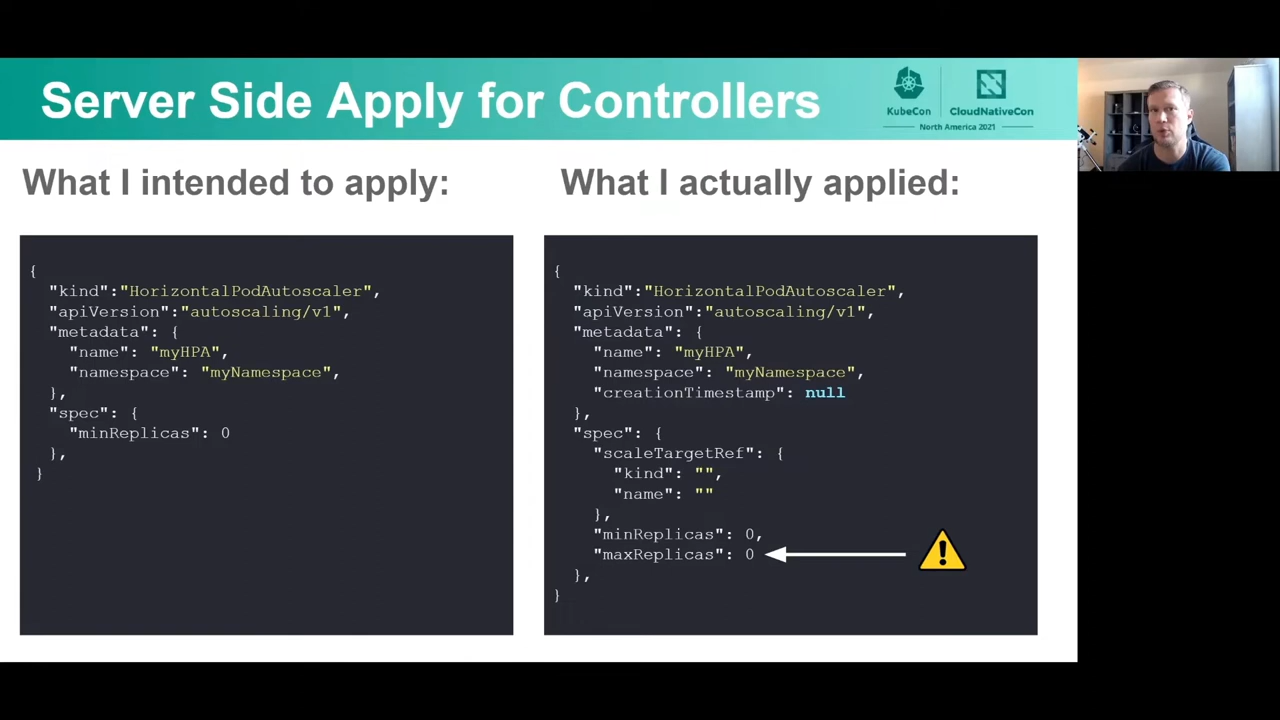 Server Side Apply for Controllers
KubeCon
CloudNativeCon
North America 2021
What I intended to apply:
{
"kind":"HorizontalPodAutoscaler",
"apiVersion":"autoscaling/v1",
"metadata": {
"name": "myHPA",
"namespace": "myNamespace",
},
"spec": {
"minReplicas": 0
},
}
What I actually applied:
{
"kind":"HorizontalPodAutoscaler",
"apiVersion":"autoscaling/v1",
"metadata": {
"name": "myHPA",
"namespace": "myNamespace",
"creationTimestamp": null
},
"spec": {
"scaleTargetRef": {
"kind": "",
"name": ""
},
"minReplicas": 0,
"maxReplicas": 0
},
}